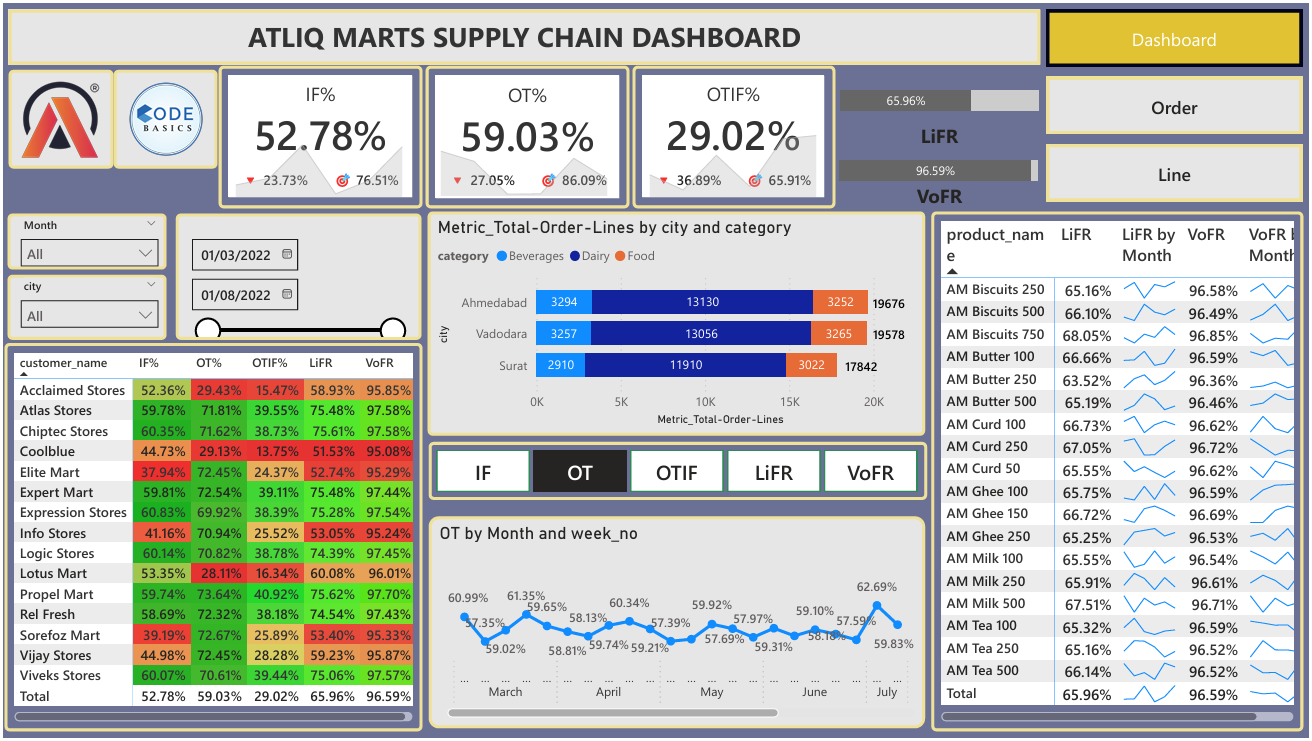 ATLIQ MARTS SUPPLY CHAIN DASHBOARD
Dashboard
®
CODE
BASICS
IF%
52.78%
23.73% 76.51%
OT%
59.03%
27.05% 86.09%
OTIF%
29.02%
36.89% 65.91%
65.96%
LiFR
96.59%
VoFR
Order
Line
Month
All
city
All
01/03/2022
01/08/2022
customer_name IF% OT% OTIF% LiFR VoFR
Acclaimed Stores 52.36% 29.43% 15.47% 58.93% 95.85%
Atlas Stores 59.78% 71.81% 39.55% 75.48% 97.58%
Chiptec Stores 60.35% 71.62% 38.73% 75.61% 97.58%
Coolblue 44.73% 29.13% 13.75% 51.53% 95.08%
Elite Mart 37.94% 72.45% 24.37% 52.74% 95.29%
Expert Mart 59.81% 72.54% 39.11% 75.48% 97.44%
Expression Stores 60.83% 69.92% 38.39% 75.28% 97.54%
Info Stores 41.16% 70.94% 25.52% 53.05% 95.24%
Logic Stores 60.14% 70.82% 38.78% 74.39% 97.45%
Lotus Mart 53.35% 28.11% 16.34% 60.08% 96.01%
Propel Mart 59.74% 73.64% 40.92% 75.62% 97.70%
Rel Fresh 58.69% 72.32% 38.18% 74.54% 97.43%
Sorefoz Mart 39.19% 72.67% 25.89% 53.40% 95.33%
Vijay Stores 44.98% 72.45% 28.28% 59.23% 95.87%
Viveks Stores 60.07% 70.61% 39.44% 75.06% 97.57%
Total 52.78% 59.03% 29.02% 65.96% 96.59%
Metric_Total-Order-Lines by city and category
category Beverages Dairy Food
city
Ahmedabad 3294 13130 3252 19676
Vadodara 3257 13056 3265 19578
Surat 2910 11910 3022 17842
0K 5K 10K 15K 20K
Metric_Total-Order-Lines
IF OT OTIF LiFR VoFR
OT by Month and week_no
60.99% 57.35% 59.02% 61.35% 59.65% 58.81% 58.13% 59.74% 60.34% 59.21% 57.39% 59.92% 57.69% 57.97% 59.31% 59.10% 58.18% 57.59% 62.69% 59.83%
... ... ... ... ... ... ... ... ... ... ... ... ... ... ... ... ... ... ... ... ... ...
March April May June July
product_nam LiFR LiFR by VoFR VoFR b
e Month Month
AM Biscuits 250 65.16% 96.58%
AM Biscuits 500 66.10% 96.49%
AM Biscuits 750 68.05% 96.85%
AM Butter 100 66.66% 96.59%
AM Butter 250 63.52% 96.36%
AM Butter 500 65.19% 96.46%
AM Curd 100 66.73% 96.62%
AM Curd 250 67.05% 96.72%
AM Curd 50 65.55% 96.62%
AM Ghee 100 65.75% 96.59%
AM Ghee 150 66.72% 96.69%
AM Ghee 250 65.25% 96.53%
AM Milk 100 65.55% 96.54%
AM Milk 250 65.91% 96.61%
AM Milk 500 67.51% 96.71%
AM Tea 100 65.32% 96.59%
AM Tea 250 65.16% 96.52%
AM Tea 500 66.14% 96.52%
Total 65.96% 96.59%